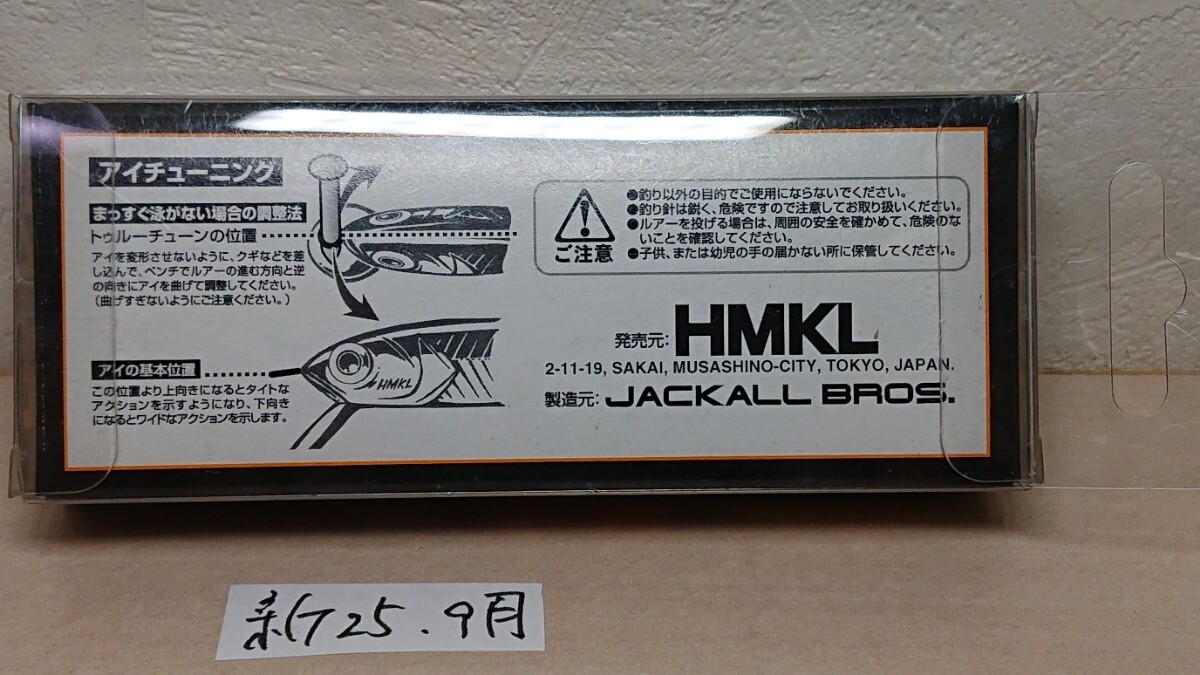 アイチューニング
まっすぐ泳がない場合の調整法
トゥルーチューンの位置
アイを変形させないように、クギなどを差
し込んで、ペンチでルアーの進む方向と逆
の向きにアイを曲げて調整してください。
(曲げすぎないようにご注意ください。)
アイの基本位置
この位置より上向きになるとタイトな
アクションを示すようになり、下向き
になるとワイドなアクションを示します。
HMKL
ご注意
●釣り以外の目的でご使用にならないでください。
●釣り針は鋭く、危険ですので注意してお取り扱いください。
●ルアーを投げる場合は、周囲の安全を確かめて、危険のな
いことを確認してください。
●子供、または幼児の手の届かない所に保管してください。
発売元: HMKL
2-11-19, SAKAI, MUSASHINO-CITY, TOKYO, JAPAN.
製造元: JACKALL BROS.
新725.9月